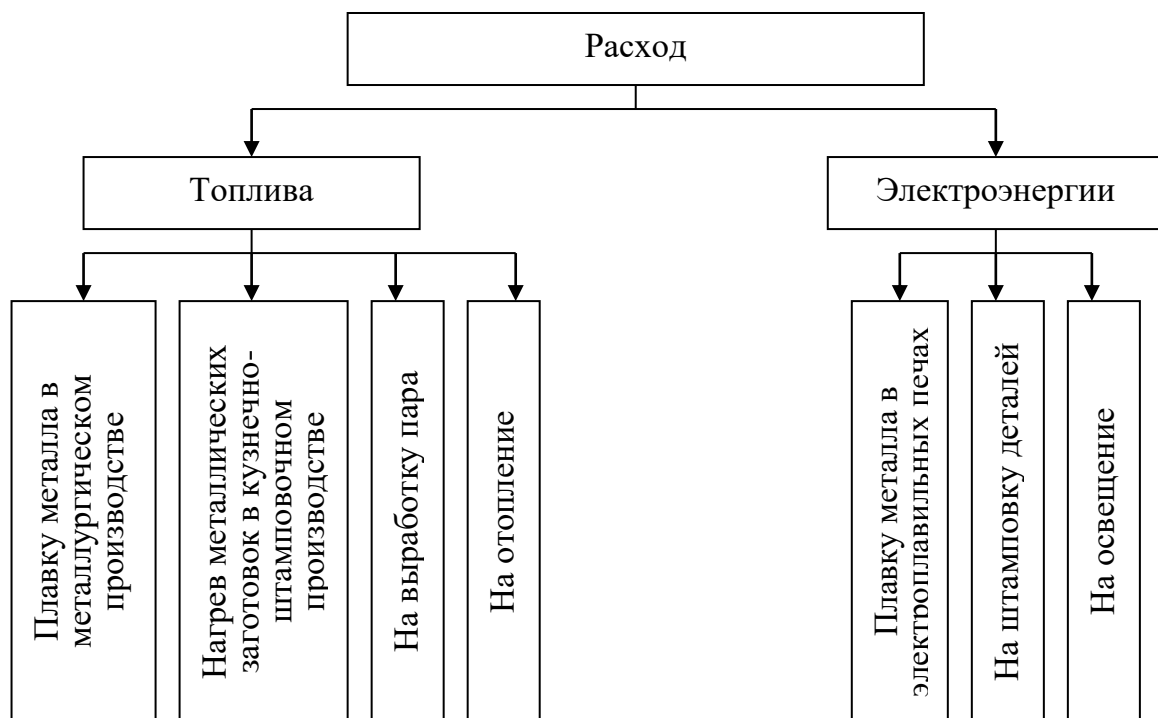 Расход
Топлива
Электроэнергии
Плавку металла в
металлургическом
производстве
Нагрев металлических
заготовок в кузнечно-
штамповочном
производстве
На выработку пара
На отопление
Плавку металла в
электроплавильных печах
На штамповку деталей
На освещение